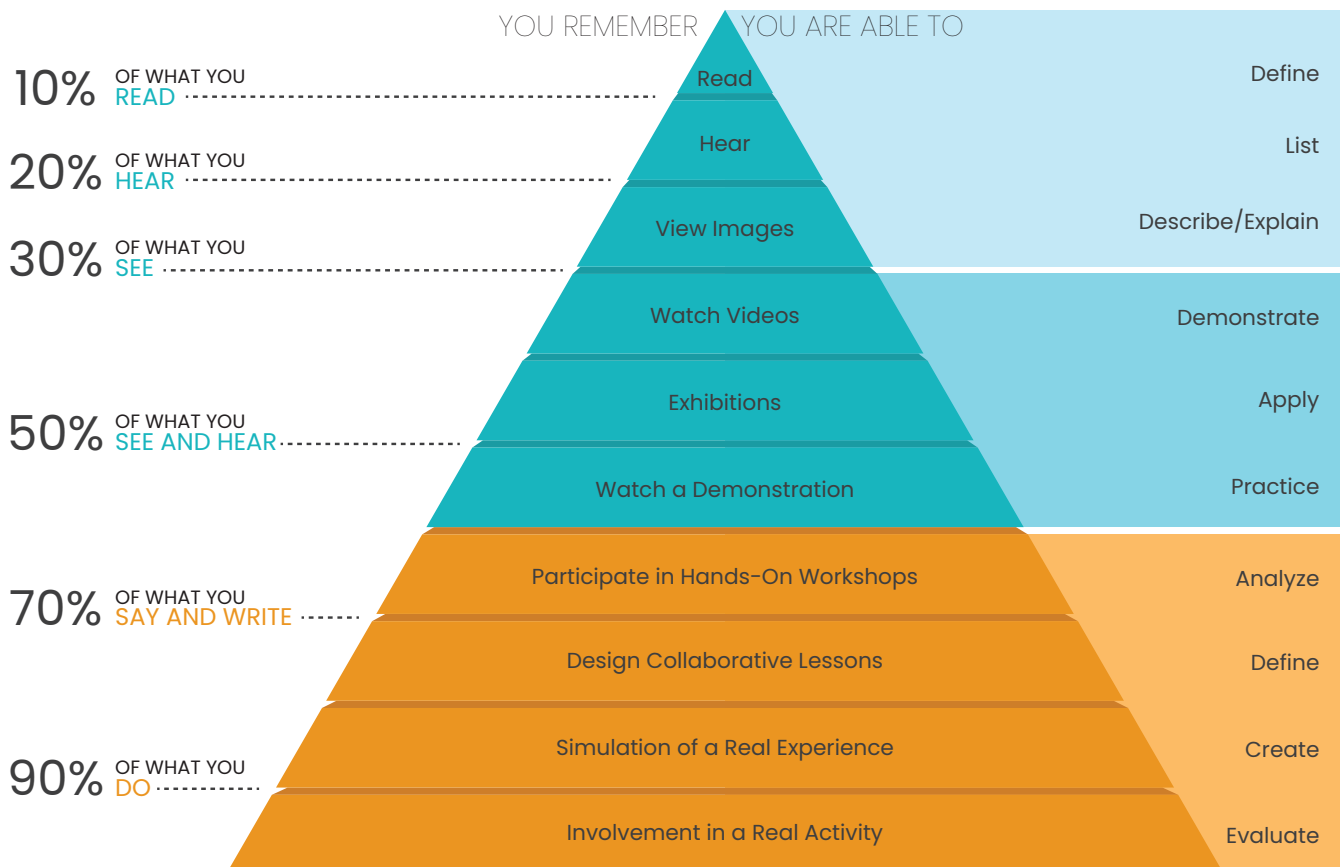 YOU REMEMBER YOU ARE ABLE TO
10% OF WHAT YOU
READ
Read
Define
20% OF WHAT YOU
HEAR
Hear
List
30% OF WHAT YOU
SEE
View Images
Describe/Explain
Watch Videos
Demonstrate
Exhibitions
Apply
50% OF WHAT YOU
SEE AND HEAR
Watch a Demonstration
Practice
Participate in Hands-On Workshops
Analyze
70% OF WHAT YOU
SAY AND WRITE
Design Collaborative Lessons
Define
Simulation of a Real Experience
Create
90% OF WHAT YOU
DO
Involvement in a Real Activity
Evaluate